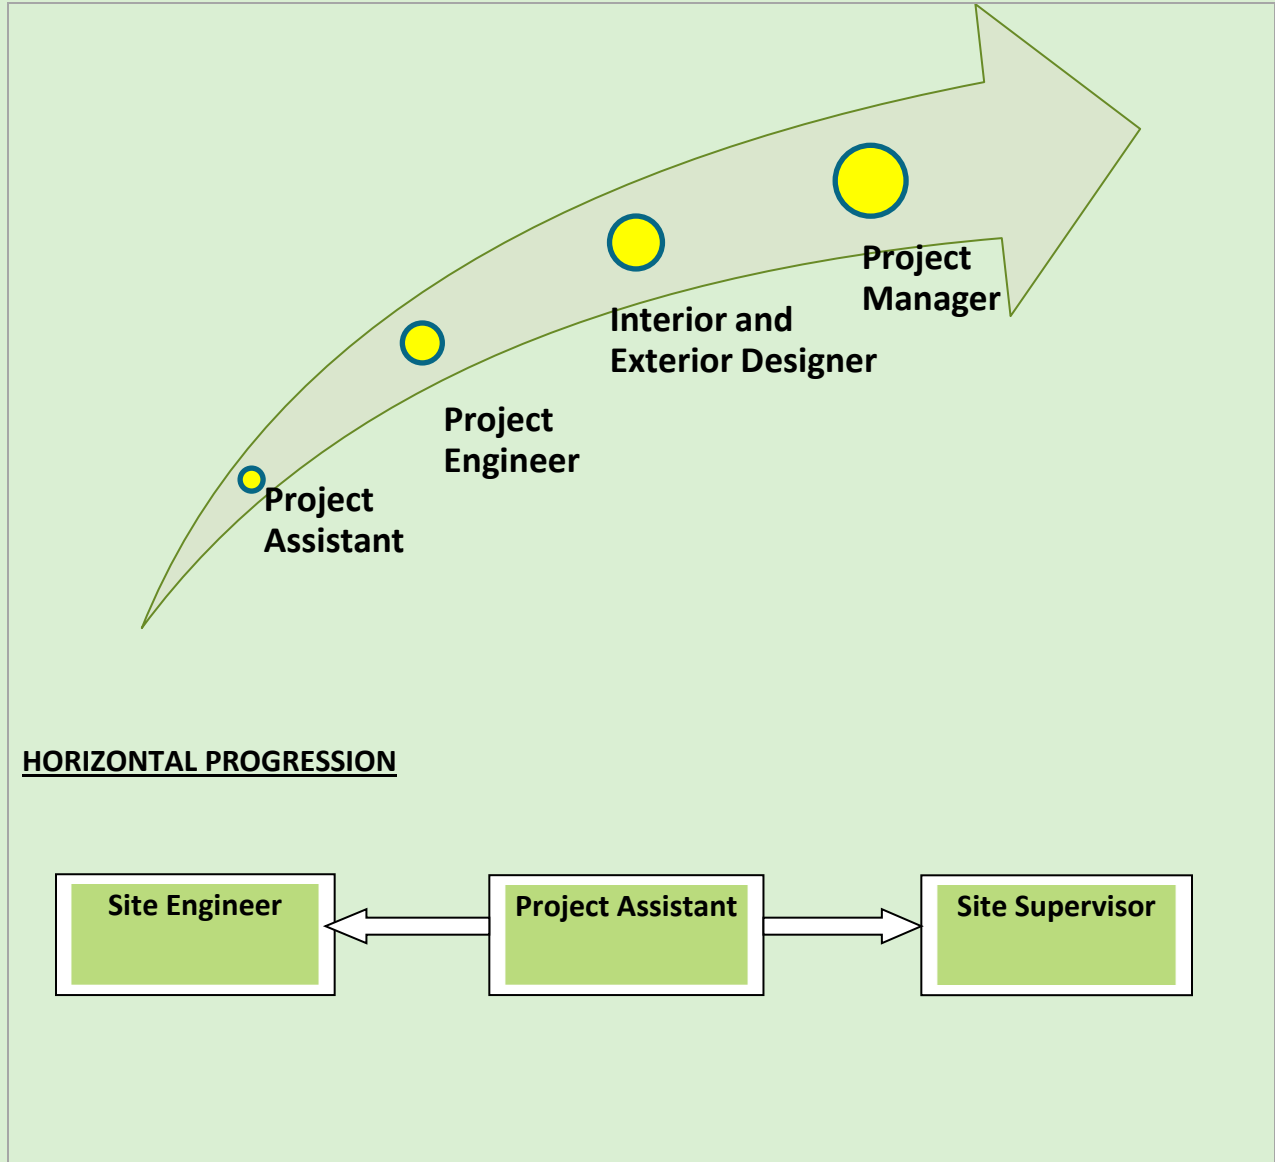 Project
Manager
Interior and
Exterior Designer
Project
Engineer
Project
Assistant
HORIZONTAL PROGRESSION
Site Engineer
Project Assistant
Site Supervisor